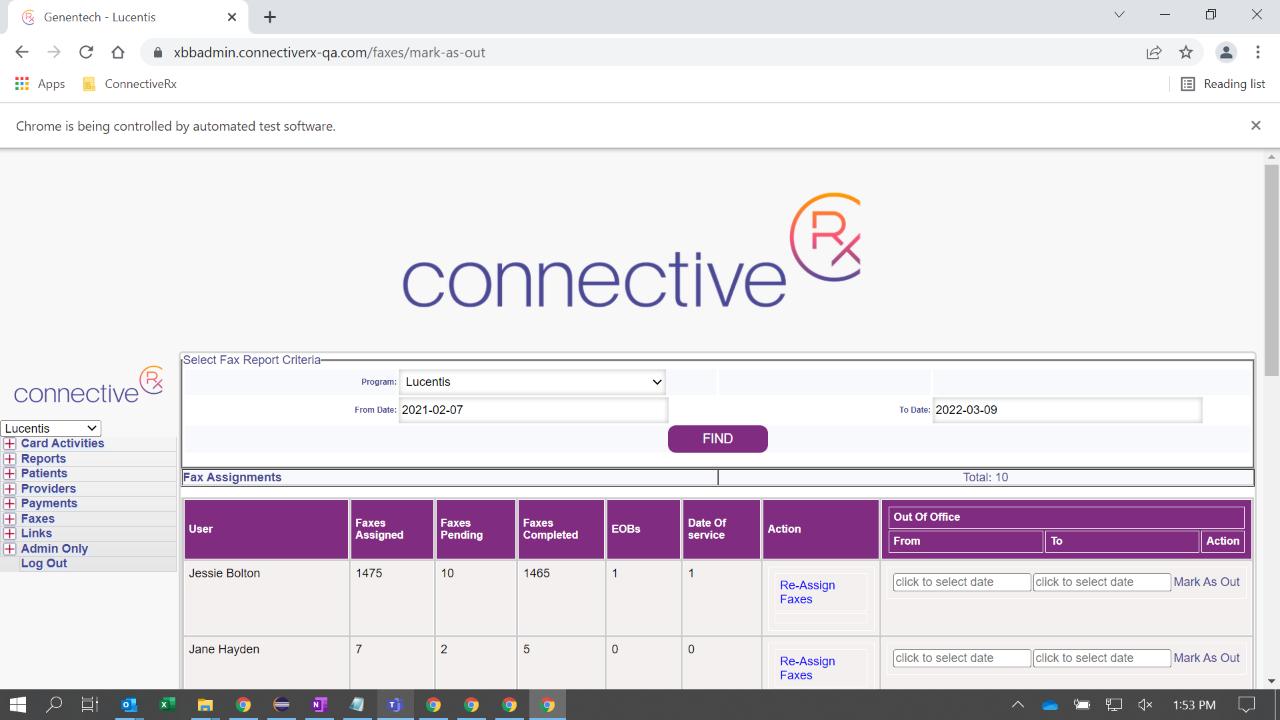 Genentech - Lucentis
xbbadmin.connectiverx-qa.com/faxes/mark-as-out
Apps
ConnectiveRx
Reading list
Chrome is being controlled by automated test software.
connective Rx
connective Rx
Lucentis
Card Activities
Reports
Patients
Providers
Payments
Faxes
Links
Admin Only
Log Out
Select Fax Report Criteria
Program: Lucentis
From Date: 2021-02-07 To Date: 2022-03-09
FIND
Fax Assignments Total: 10
User Faxes Assigned Faxes Pending Faxes Completed EOBs Date Of service Action Out Of Office
From To Action
Jessie Bolton 1475 10 1465 1 1 Re-Assign Faxes click to select date click to select date Mark As Out
Jane Hayden 7 2 5 0 0 Re-Assign Faxes click to select date click to select date Mark As Out
1:53 PM